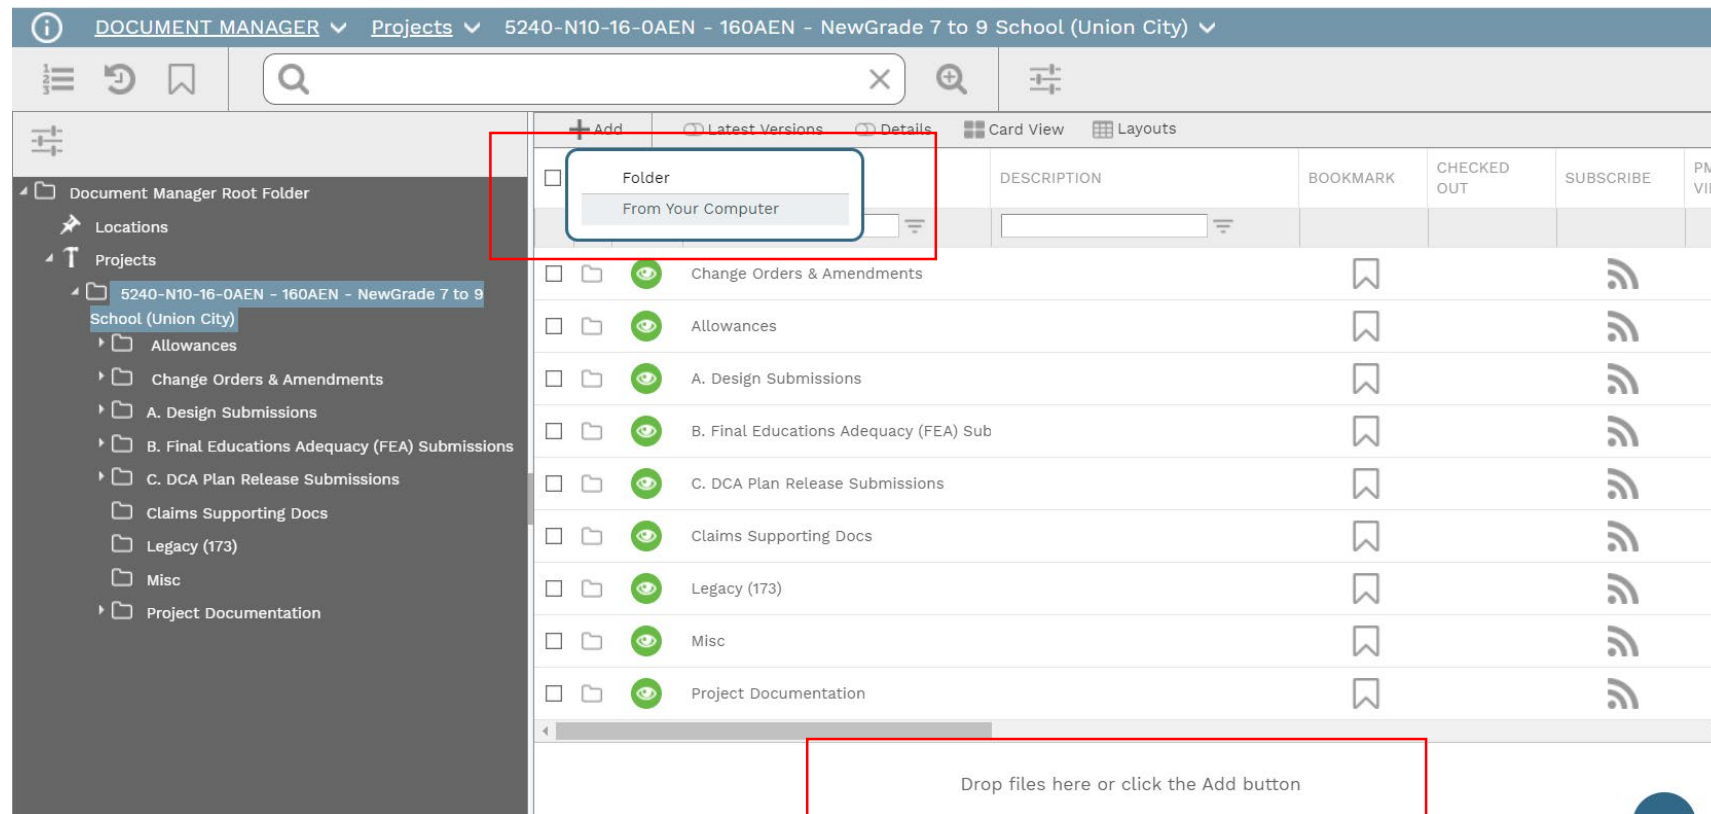 DOCUMENT MANAGER Projects 5240-N10-16-0AEN - 160AEN - NewGrade 7 to 9 School (Union City)
+ Add Latest Versions Details Card View Layouts
Folder
From Your Computer
DESCRIPTION BOOKMARK CHECKED OUT SUBSCRIBE
Document Manager Root Folder
Locations
Projects
5240-N10-16-0AEN - 160AEN - NewGrade 7 to 9
School (Union City)
Allowances
Change Orders & Amendments
A. Design Submissions
B. Final Educations Adequacy (FEA) Submissions
C. DCA Plan Release Submissions
Claims Supporting Docs
Legacy (173)
Misc
Project Documentation
Change Orders & Amendments
Allowances
A. Design Submissions
B. Final Educations Adequacy (FEA) Sub
C. DCA Plan Release Submissions
Claims Supporting Docs
Legacy (173)
Misc
Project Documentation
Drop files here or click the Add button